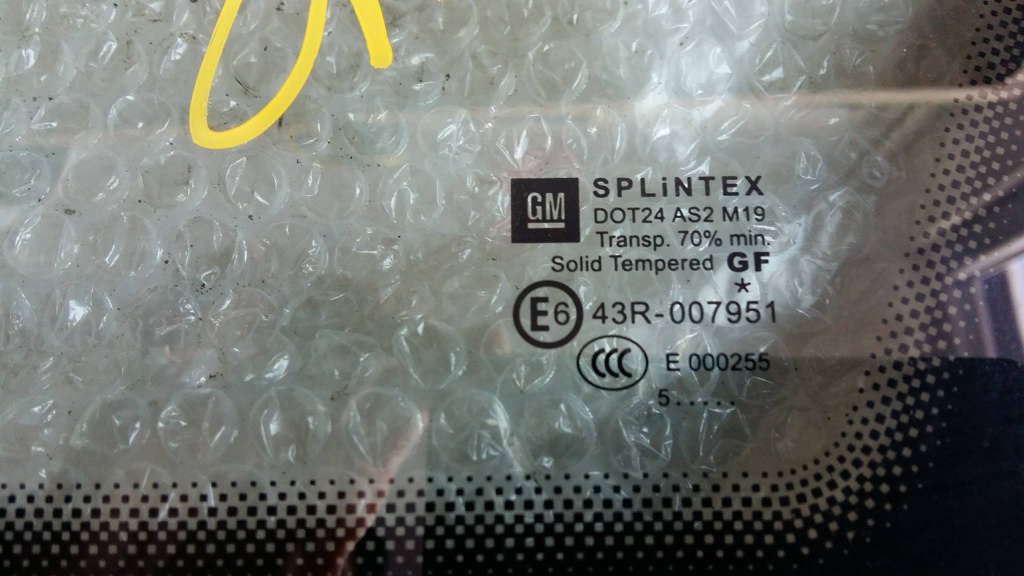 GM SPLiNTEX
DOT24 AS2 M19
Transp. 70% min.
Solid Tempered GF
*
E6 43R-007951
CCC E 000255
5.....